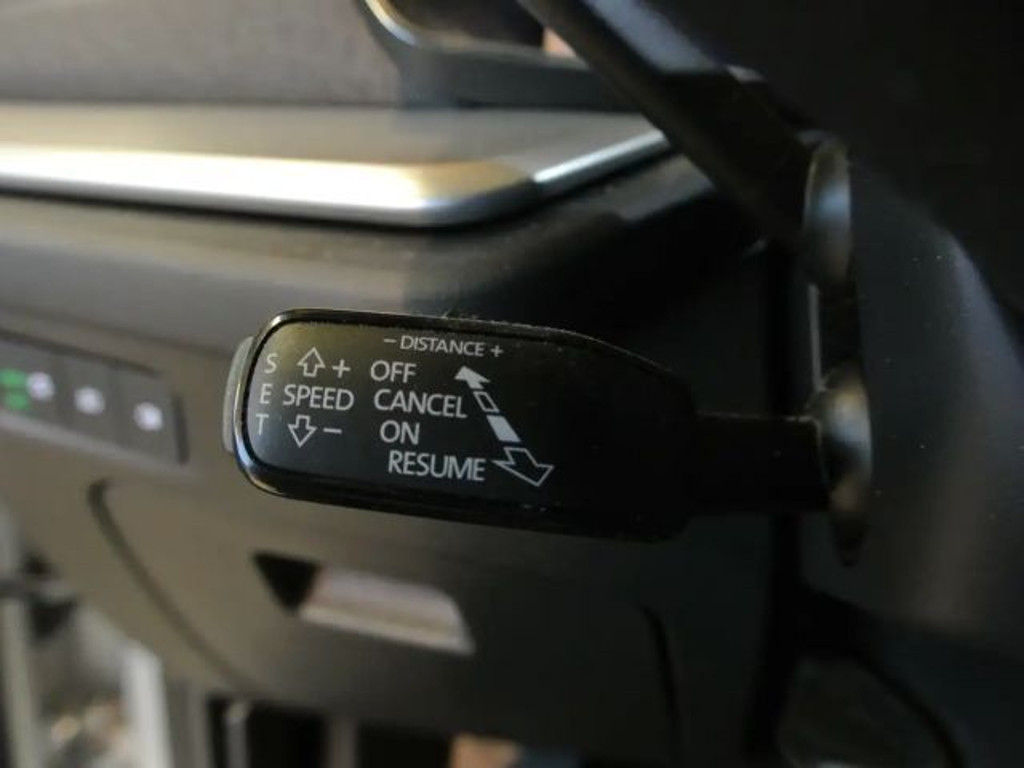 - DISTANCE +
S + OFF
E SPEED CANCEL
T - ON
RESUME